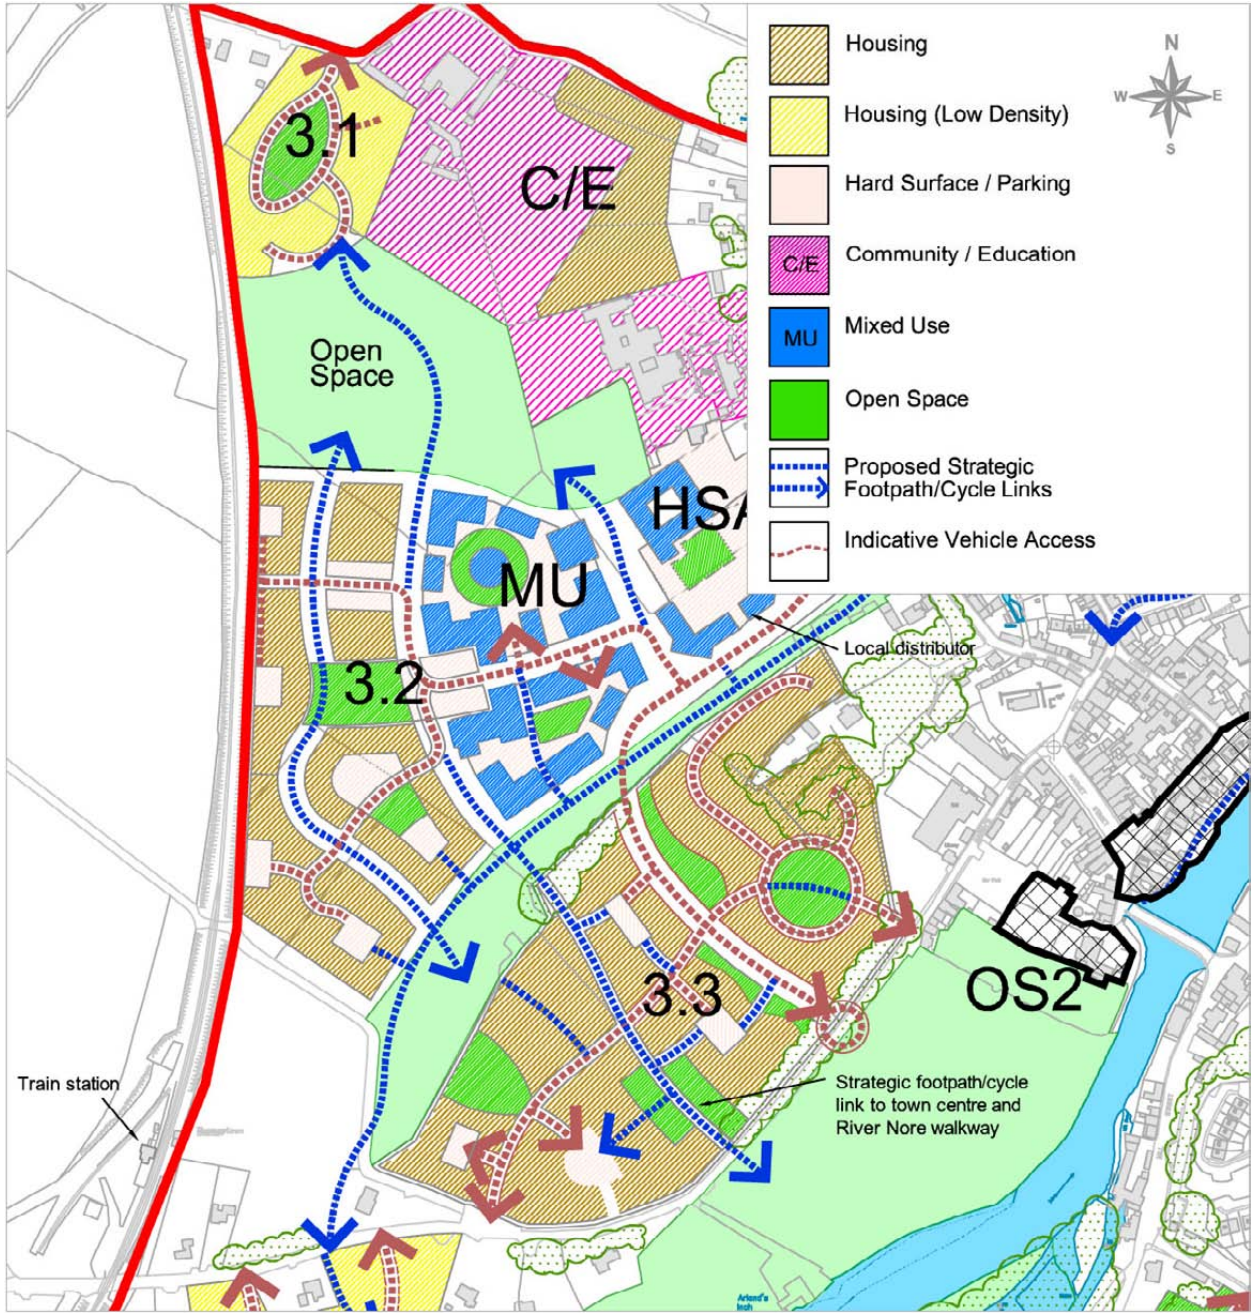 Housing
Housing (Low Density)
Hard Surface / Parking
C/E
Community / Education
MU
Mixed Use
Open Space
Proposed Strategic
Footpath/Cycle Links
Indicative Vehicle Access
N
W
E
S
3.1
C/E
Open
Space
HSA
MU
Local distributor
3.2
3.3
OS2
Train station
Strategic footpath/cycle
link to town centre and
River Nore walkway
Arland's
Inch